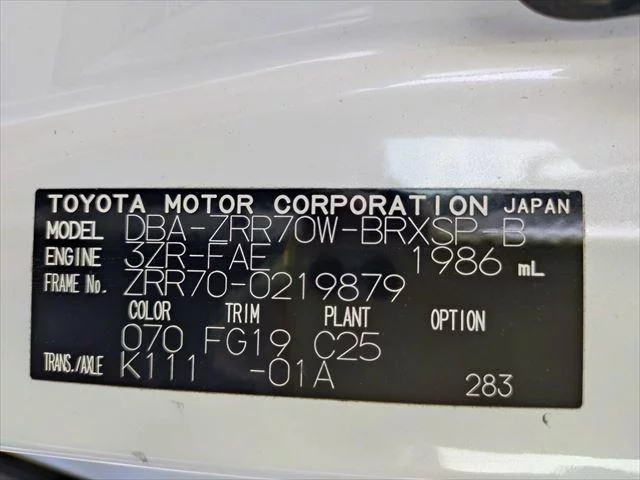 TOYOTA MOTOR CORPORATION JAPAN
MODEL DBA-ZRR70W-BRXSP-B
ENGINE 3ZR-FAE 1986 mL
FRAME No. ZRR70-0219879
COLOR TRIM PLANT OPTION
070 FG19 C25
TRANS./AXLE K111 -01A
283